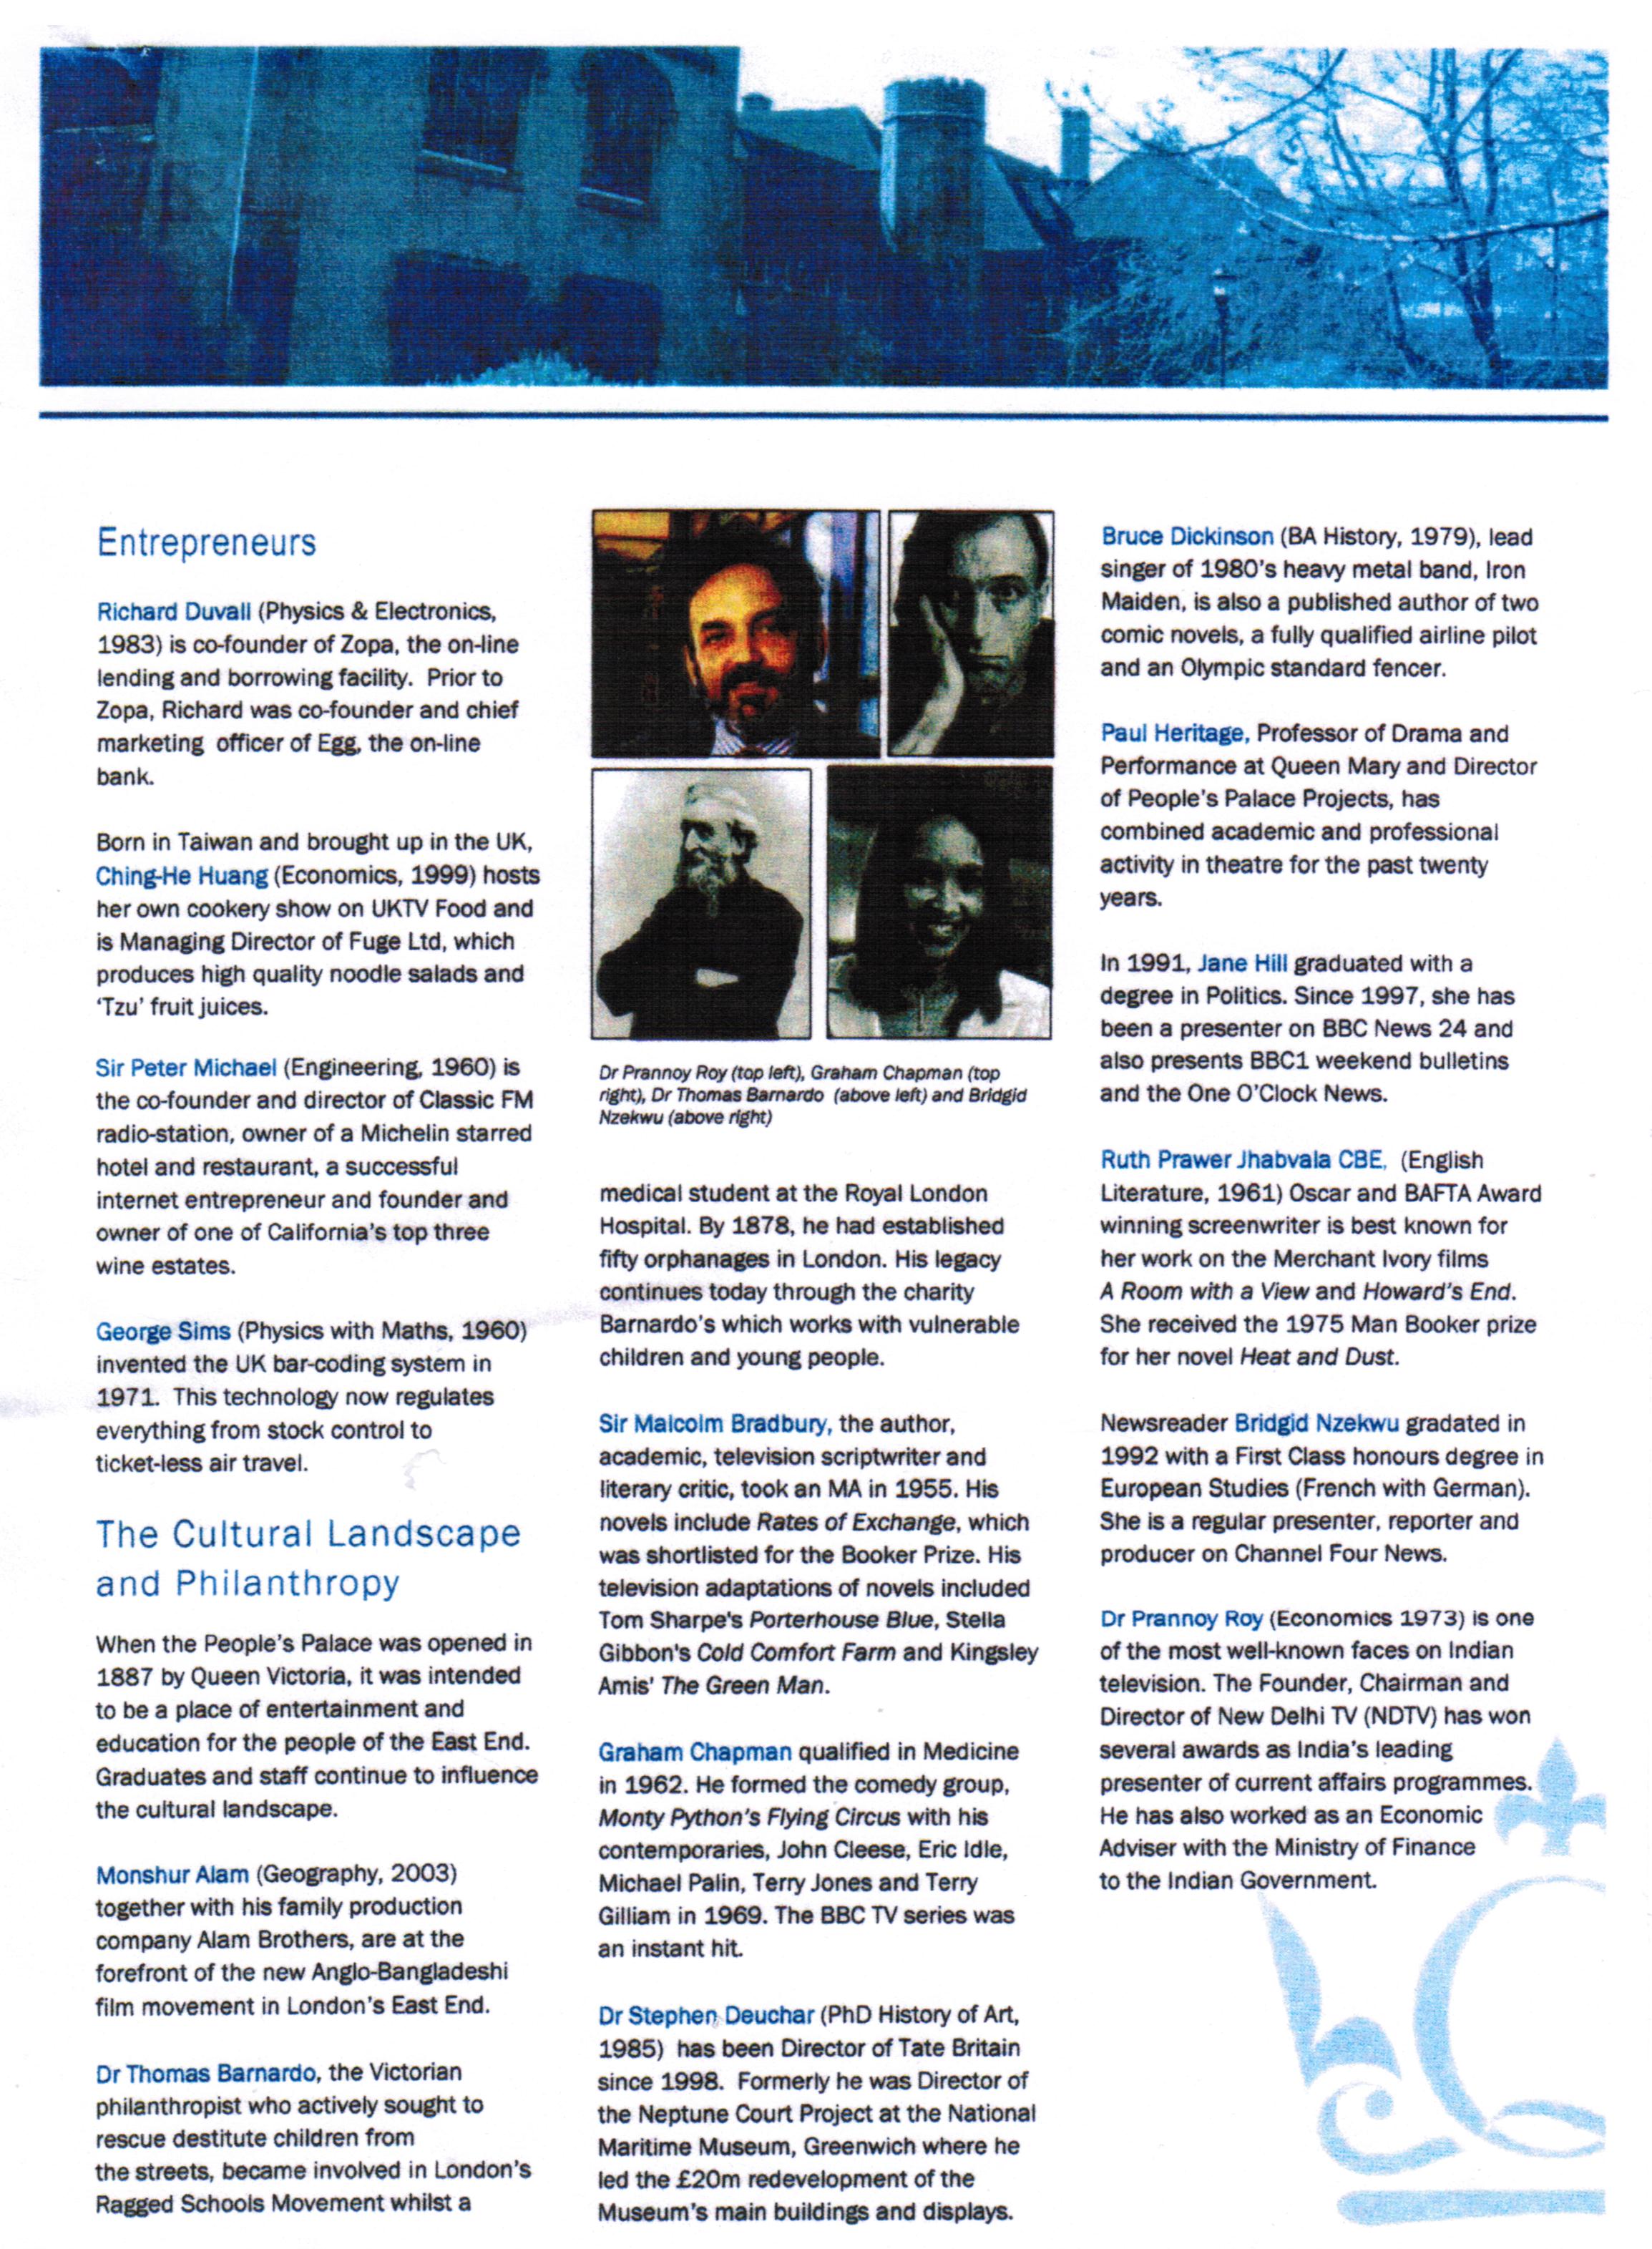 Entrepreneurs
Richard Duvall (Physics & Electronics,
1983) is co-founder of Zopa, the on-line
lending and borrowing facility. Prior to
Zopa, Richard was co-founder and chief
marketing officer of Egg, the on-line
bank.
Born in Taiwan and brought up in the UK,
Ching-He Huang (Economics, 1999) hosts
her own cookery show on UKTV Food and
is Managing Director of Fuge Ltd, which
produces high quality noodle salads and
‘Tzu’ fruit juices.
Sir Peter Michael (Engineering, 1960) is
the co-founder and director of Classic FM
radio-station, owner of a Michelin starred
hotel and restaurant, a successful
internet entrepreneur and founder and
owner of one of California’s top three
wine estates.
George Sims (Physics with Maths, 1960)
invented the UK bar-coding system in
1971. This technology now regulates
everything from stock control to
ticket-less air travel.
The Cultural Landscape
and Philanthropy
When the People’s Palace was opened in
1887 by Queen Victoria, it was intended
to be a place of entertainment and
education for the people of the East End.
Graduates and staff continue to influence
the cultural landscape.
Monshur Alam (Geography, 2003)
together with his family production
company Alam Brothers, are at the
forefront of the new Anglo-Bangladeshi
film movement in London’s East End.
Dr Thomas Barnardo, the Victorian
philanthropist who actively sought to
rescue destitute children from
the streets, became involved in London’s
Ragged Schools Movement whilst a
Dr Prannoy Roy (top left), Graham Chapman (top
right), Dr Thomas Barnardo (above left) and Bridgid
Nzekwu (above right)
medical student at the Royal London
Hospital. By 1878, he had established
fifty orphanages in London. His legacy
continues today through the charity
Barnardo’s which works with vulnerable
children and young people.
Sir Malcolm Bradbury, the author,
academic, television scriptwriter and
literary critic, took an MA in 1955. His
novels include Rates of Exchange, which
was shortlisted for the Booker Prize. His
television adaptations of novels included
Tom Sharpe's Porterhouse Blue, Stella
Gibbon's Cold Comfort Farm and Kingsley
Amis' The Green Man.
Graham Chapman qualified in Medicine
in 1962. He formed the comedy group,
Monty Python’s Flying Circus with his
contemporaries, John Cleese, Eric Idle,
Michael Palin, Terry Jones and Terry
Gilliam in 1969. The BBC TV series was
an instant hit.
Dr Stephen Deuchar (PhD History of Art,
1985) has been Director of Tate Britain
since 1998. Formerly he was Director of
the Neptune Court Project at the National
Maritime Museum, Greenwich where he
led the £20m redevelopment of the
Museum’s main buildings and displays.
Bruce Dickinson (BA History, 1979), lead
singer of 1980’s heavy metal band, Iron
Maiden, is also a published author of two
comic novels, a fully qualified airline pilot
and an Olympic standard fencer.
Paul Heritage, Professor of Drama and
Performance at Queen Mary and Director
of People’s Palace Projects, has
combined academic and professional
activity in theatre for the past twenty
years.
In 1991, Jane Hill graduated with a
degree in Politics. Since 1997, she has
been a presenter on BBC News 24 and
also presents BBC1 weekend bulletins
and the One O’Clock News.
Ruth Prawer Jhabvala CBE, (English
Literature, 1961) Oscar and BAFTA Award
winning screenwriter is best known for
her work on the Merchant Ivory films
A Room with a View and Howard’s End.
She received the 1975 Man Booker prize
for her novel Heat and Dust.
Newsreader Bridgid Nzekwu gradated in
1992 with a First Class honours degree in
European Studies (French with German).
She is a regular presenter, reporter and
producer on Channel Four News.
Dr Prannoy Roy (Economics 1973) is one
of the most well-known faces on Indian
television. The Founder, Chairman and
Director of New Delhi TV (NDTV) has won
several awards as India’s leading
presenter of current affairs programmes.
He has also worked as an Economic
Adviser with the Ministry of Finance
to the Indian Government.